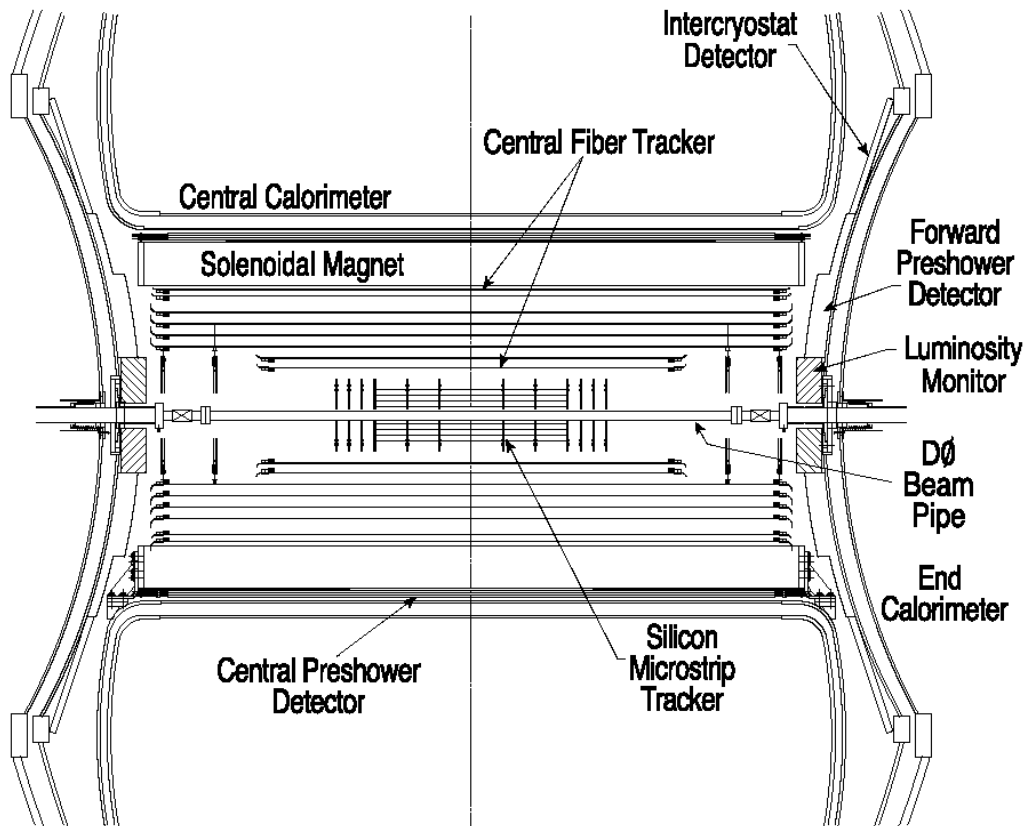 Intercryostat
Detector
Central Fiber Tracker
Central Calorimeter
Solenoidal Magnet
Forward
Preshower
Detector
Luminosity
Monitor
DØ
Beam
Pipe
End
Calorimeter
Silicon
Microstrip
Tracker
Central Preshower
Detector